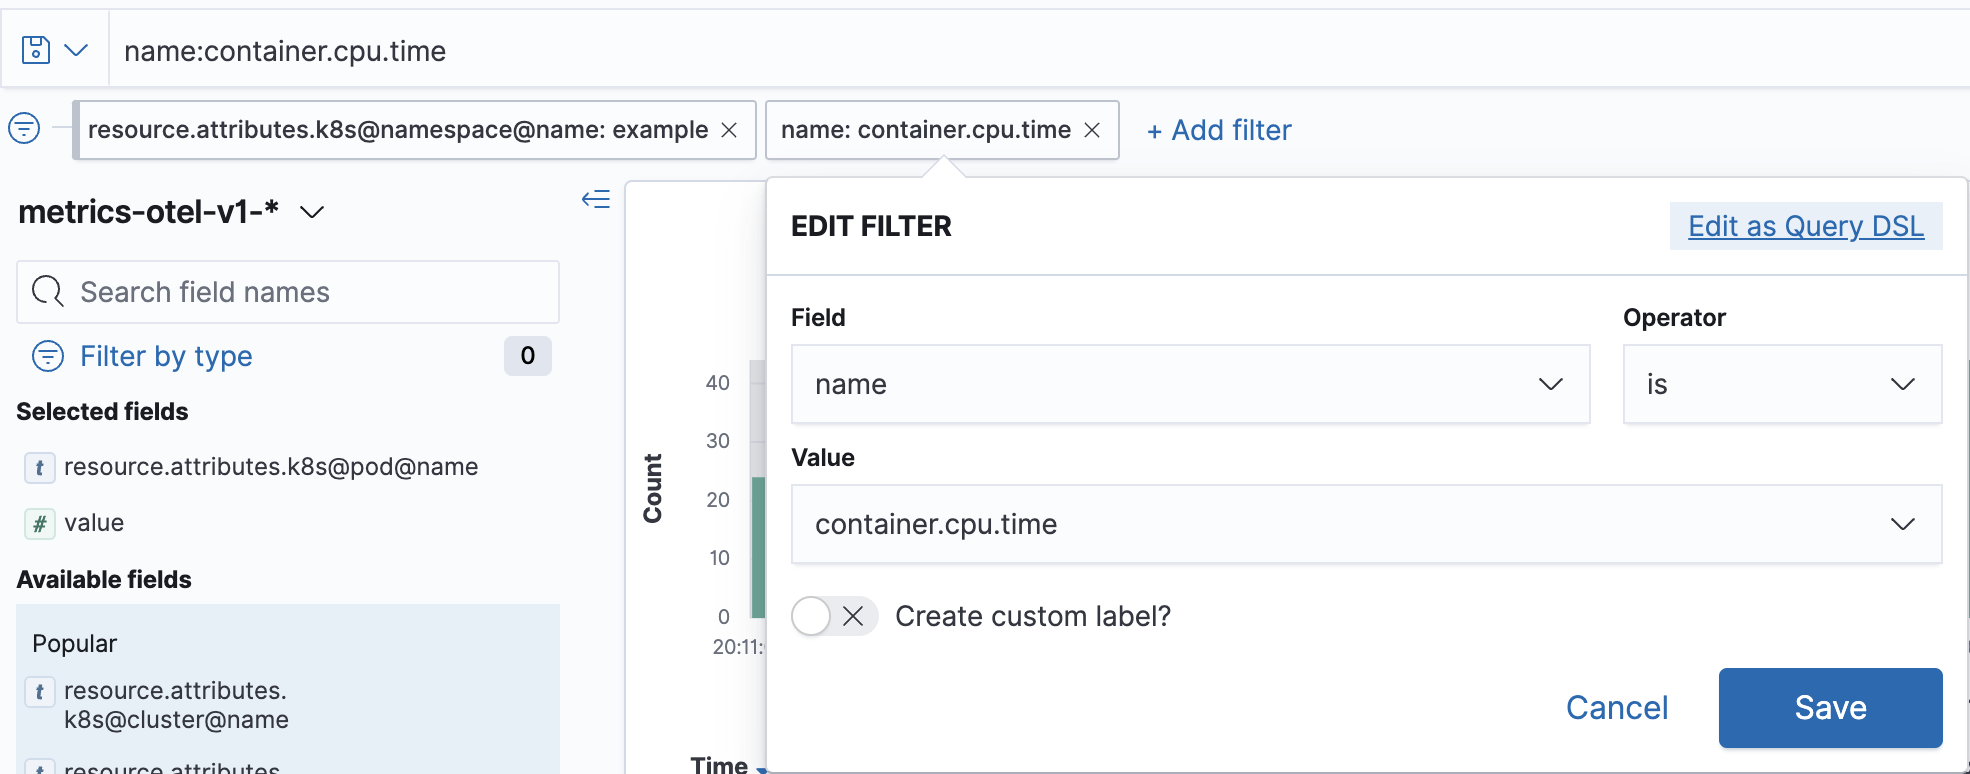 name:container.cpu.time
resource.attributes.k8s@namespace@name: example
name: container.cpu.time
+ Add filter
metrics-otel-v1-*
Search field names
Filter by type
0
Selected fields
t resource.attributes.k8s@pod@name
# value
Available fields
Popular
t resource.attributes.
k8s@cluster@name
t resource.attributes.
Count
40
30
20
10
0
20:11:
Time
EDIT FILTER
Edit as Query DSL
Field
Operator
name
is
Value
container.cpu.time
Create custom label?
Cancel
Save